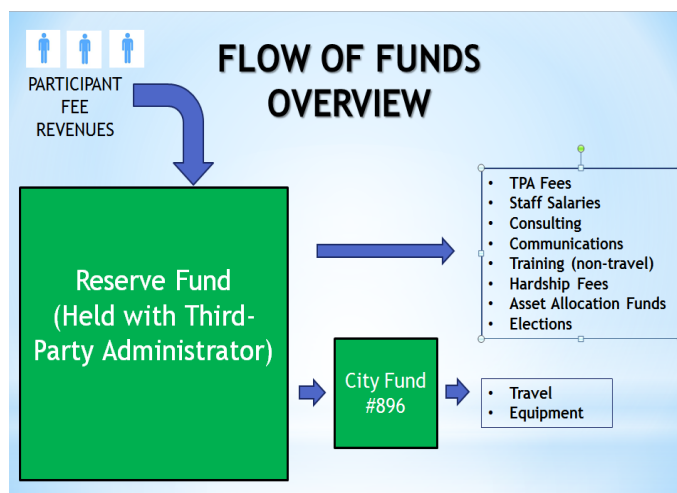 FLOW OF FUNDS
OVERVIEW
PARTICIPANT
FEE
REVENUES
Reserve Fund
(Held with Third-
Party Administrator)
• TPA Fees
• Staff Salaries
• Consulting
• Communications
• Training (non-travel)
• Hardship Fees
• Asset Allocation Funds
• Elections
City Fund
#896
• Travel
• Equipment